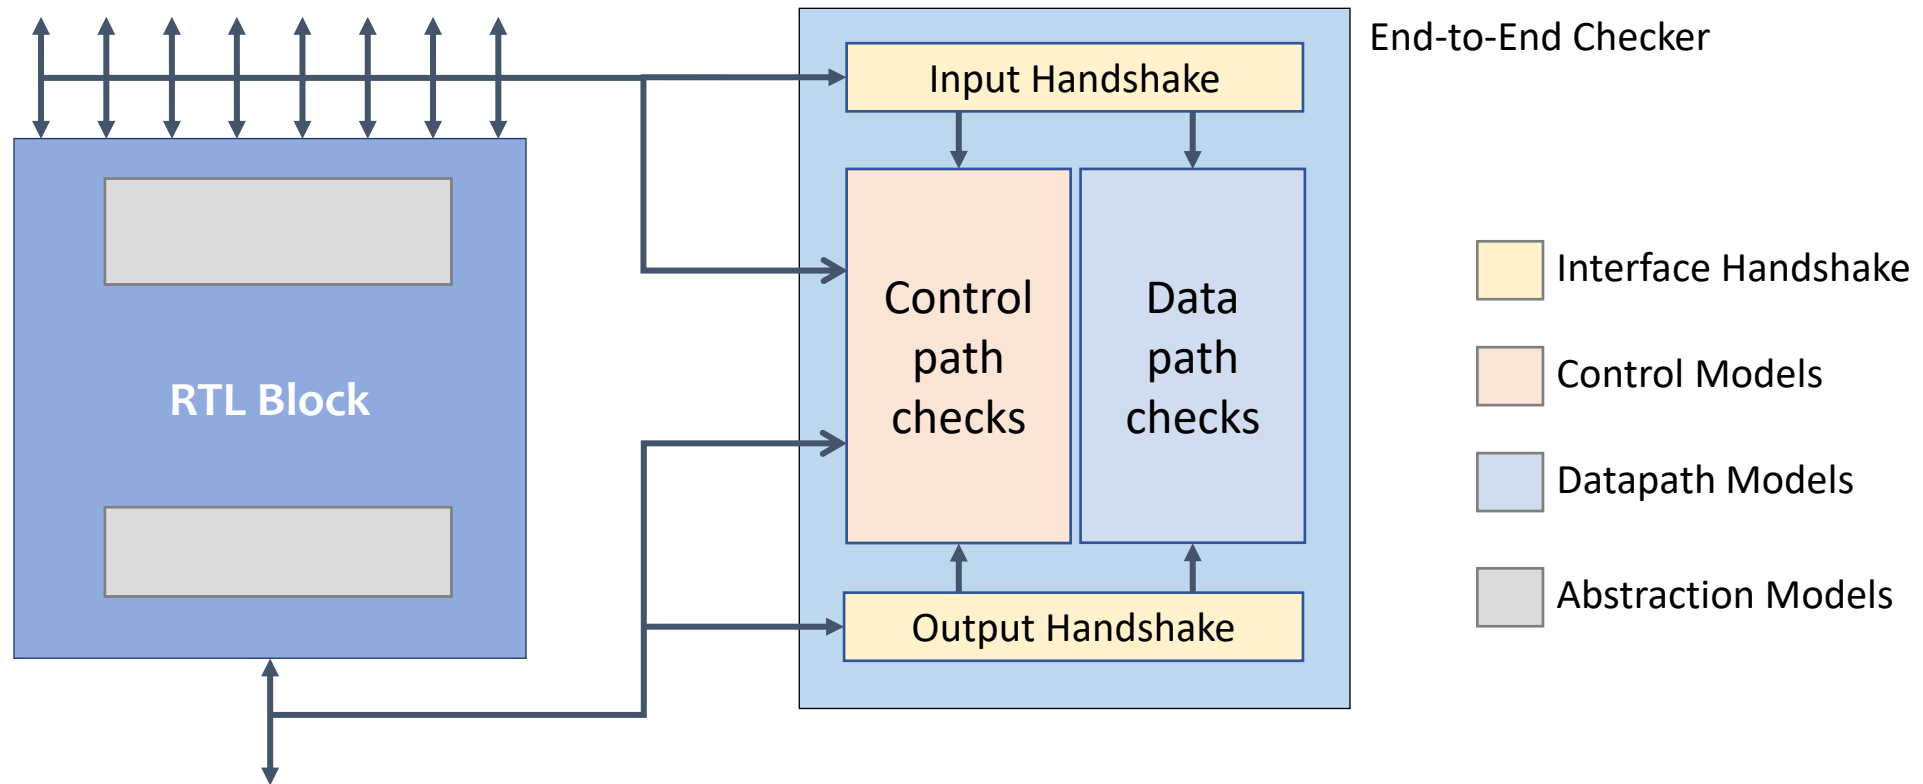 End-to-End Checker
Input Handshake
Control
path
checks
Data
path
checks
RTL Block
Output Handshake
Interface Handshake
Control Models
Datapath Models
Abstraction Models